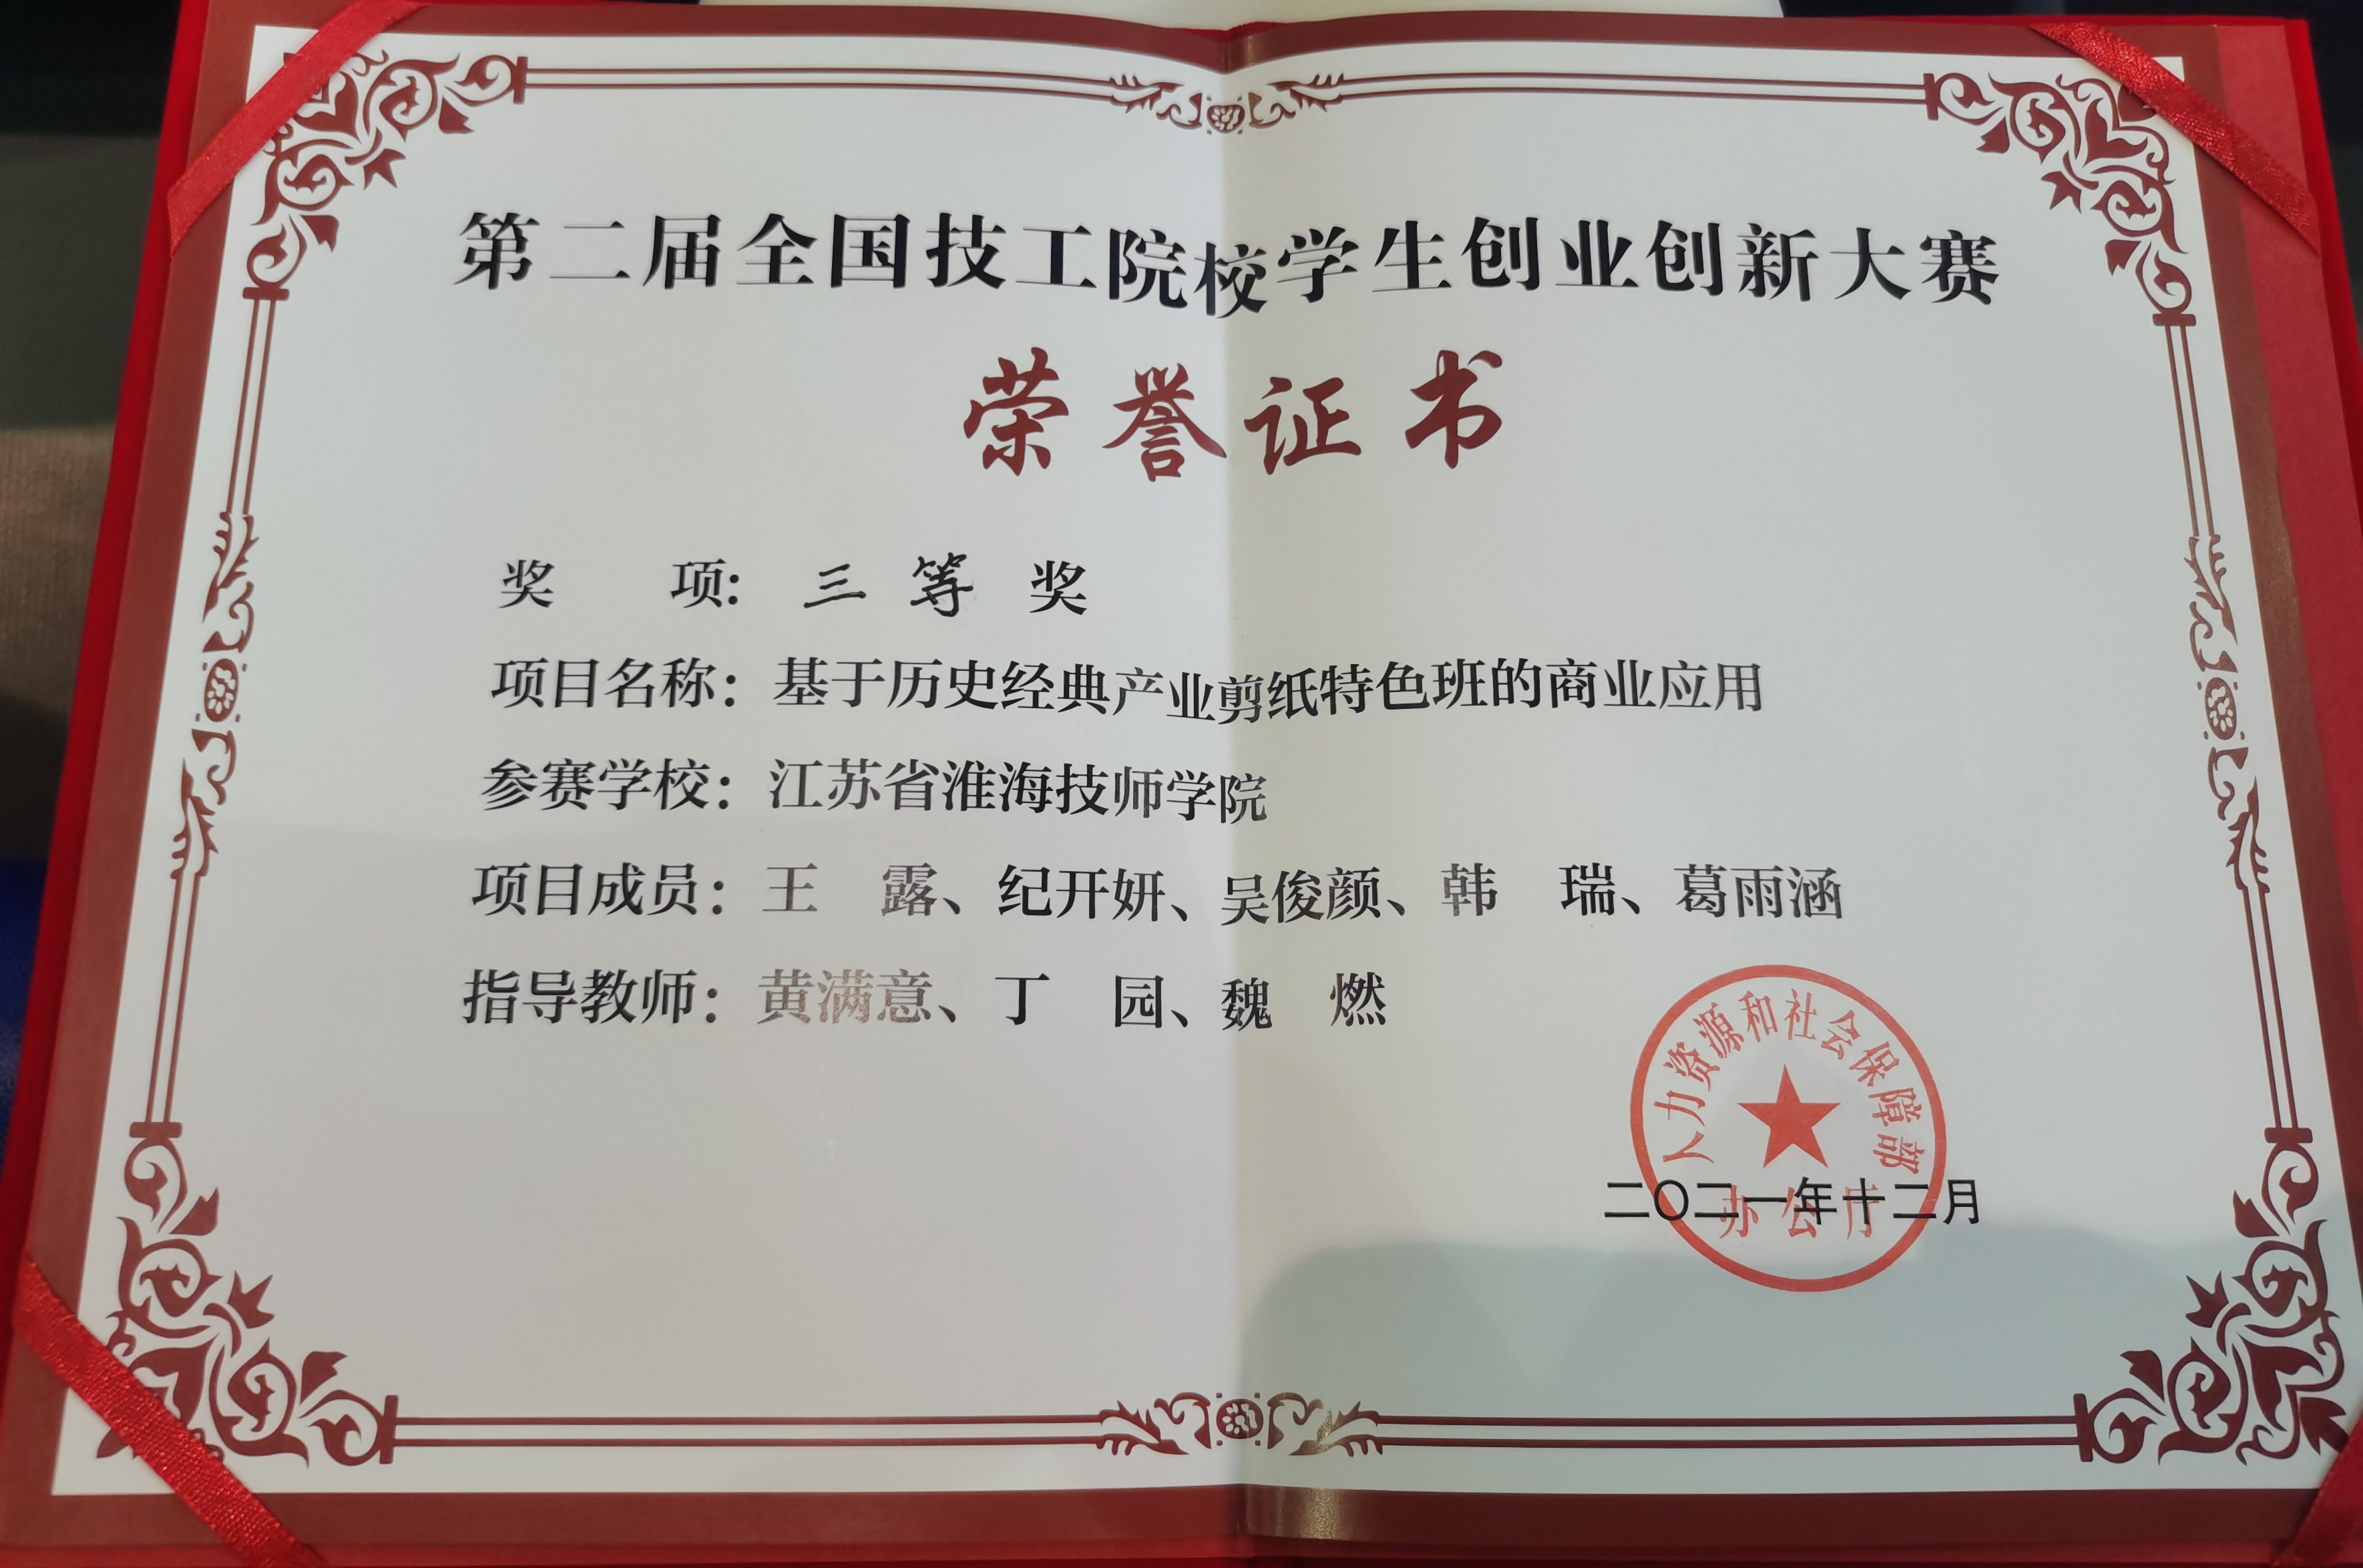 第二届全国技工院校学生创业创新大赛
荣誉证书
奖 项: 三等奖
项目名称：基于历史经典产业剪纸特色班的商业应用
参赛学校：江苏省淮海技师学院
项目成员：王 露、纪开妍、吴俊颜、韩 瑞、葛雨涵
指导教师：黄满意、丁 园、魏 燃
人力资源和社会保障部
办公厅
二〇二一年十二月